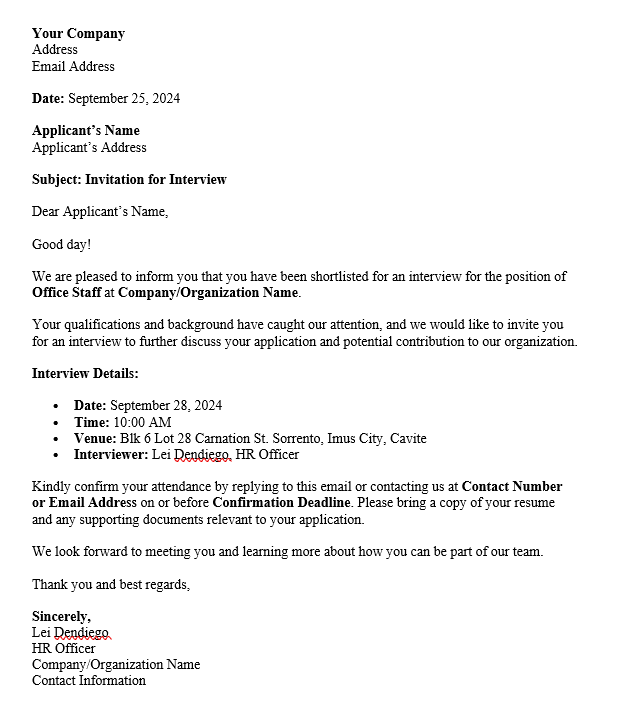 Your Company
Address
Email Address
Date: September 25, 2024
Applicant’s Name
Applicant’s Address
Subject: Invitation for Interview
Dear Applicant’s Name,
Good day!
We are pleased to inform you that you have been shortlisted for an interview for the position of
Office Staff at Company/Organization Name.
Your qualifications and background have caught our attention, and we would like to invite you
for an interview to further discuss your application and potential contribution to our organization.
Interview Details:
• Date: September 28, 2024
• Time: 10:00 AM
• Venue: Blk 6 Lot 28 Carnation St. Sorrento, Imus City, Cavite
• Interviewer: Lei Dendiego, HR Officer
Kindly confirm your attendance by replying to this email or contacting us at Contact Number
or Email Address on or before Confirmation Deadline. Please bring a copy of your resume
and any supporting documents relevant to your application.
We look forward to meeting you and learning more about how you can be part of our team.
Thank you and best regards,
Sincerely,
Lei Dendiego
HR Officer
Company/Organization Name
Contact Information